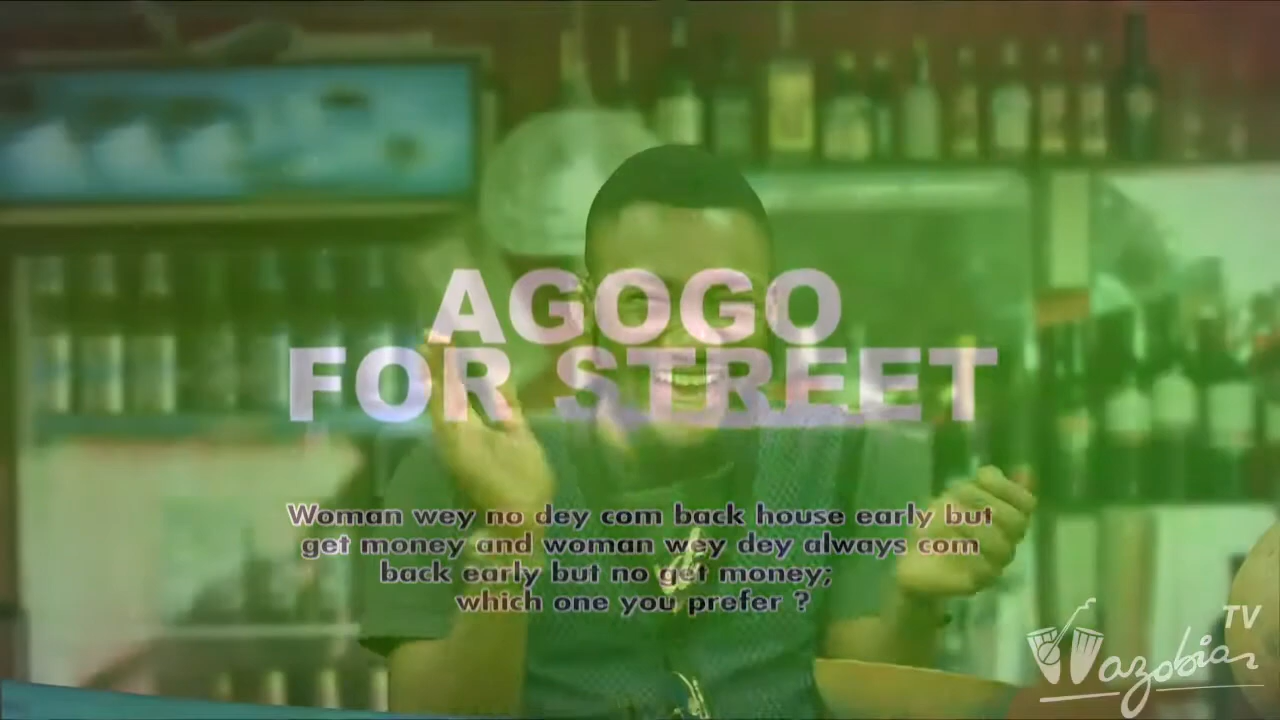 AGOGO
FOR STREET
Woman wey no dey com back house early but
get money and woman wey dey always com
back early but no get money;
which one you prefer ?
TV
Wazobia